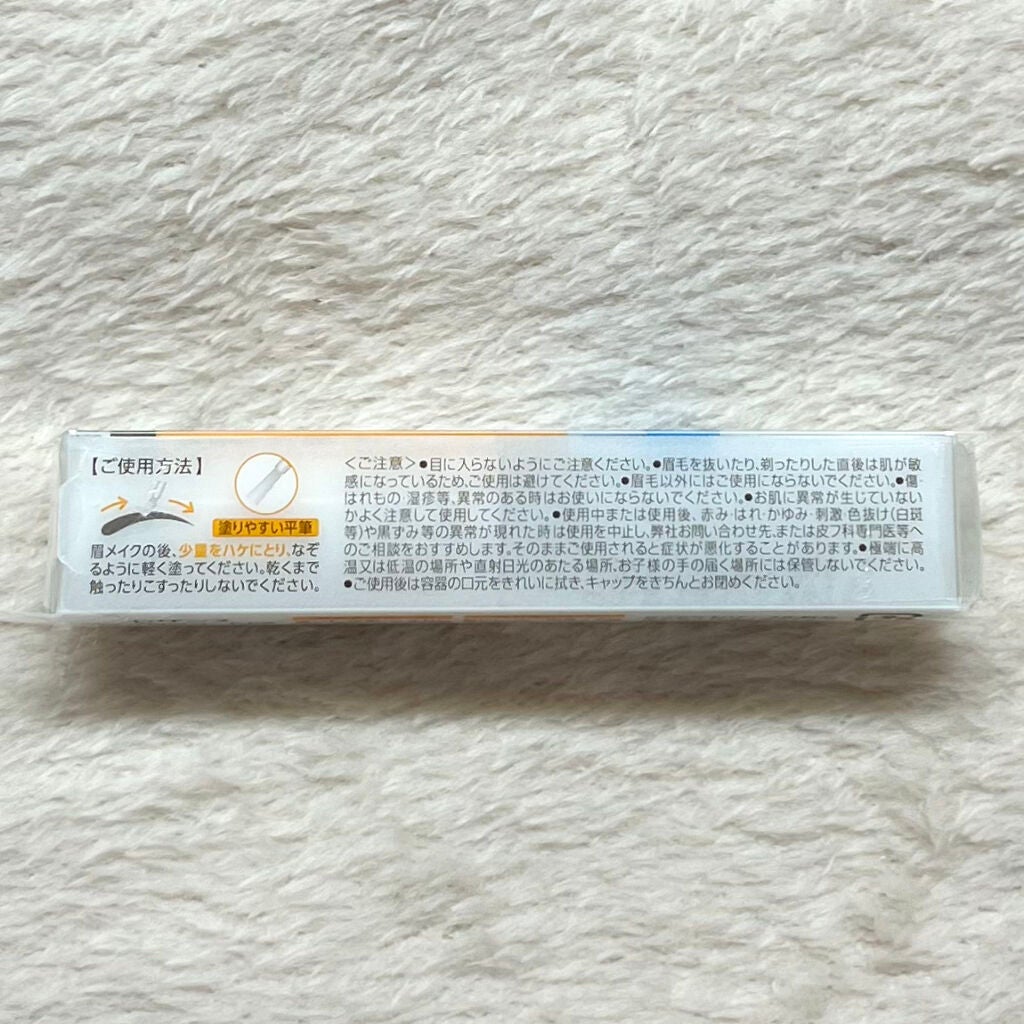 【ご使用方法】
塗りやすい平筆
眉メイクの後、少量をハケにとり、なぞ
るように軽く塗ってください。乾くまで
触ったりこすったりしないでください。
＜ご注意＞●目に入らないようにご注意ください。●眉毛を抜いたり、剃ったりした直後は肌が敏
感になっているため、ご使用は避けてください。●眉毛以外にはご使用にならないでください。●傷・
はれもの・湿疹等、異常のある時はお使いにならないでください。●お肌に異常が生じていない
かよく注意して使用してください。●使用中または使用後、赤み・はれ・かゆみ・刺激・色抜け(白斑
等)や黒ずみ等の異常が現れた時は使用を中止し、弊社お問い合わせ先、または皮フ科専門医等へ
のご相談をおすすめします。そのままご使用されると症状が悪化することがあります。●極端に高
温又は低温の場所や直射日光のあたる場所、お子様の手の届く場所には保管しないでください。
●ご使用後は容器の口元をきれいに拭き、キャップをきちんとお閉めください。